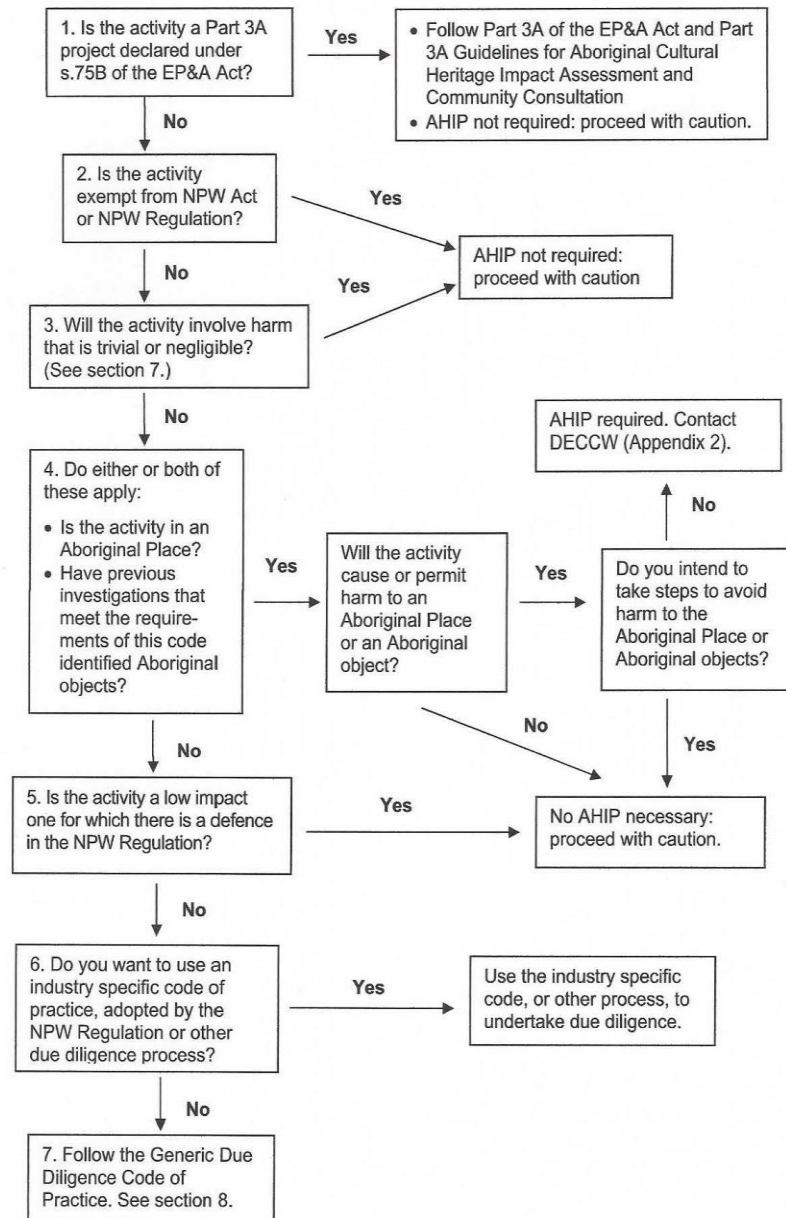 1. Is the activity a Part 3A
project declared under
s.75B of the EP&A Act?
Yes
• Follow Part 3A of the EP&A Act and Part
3A Guidelines for Aboriginal Cultural
Heritage Impact Assessment and
Community Consultation
• AHIP not required: proceed with caution.
No
2. Is the activity
exempt from NPW Act
or NPW Regulation?
Yes
AHIP not required:
proceed with caution
No
Yes
3. Will the activity involve harm
that is trivial or negligible?
(See section 7.)
No
AHIP required. Contact
DECCW (Appendix 2).
No
4. Do either or both of
these apply:
• Is the activity in an
Aboriginal Place?
• Have previous
investigations that
meet the require-
ments of this code
identified Aboriginal
objects?
Yes
Will the activity
cause or permit
harm to an
Aboriginal Place
or an Aboriginal
object?
Yes
Do you intend to
take steps to avoid
harm to the
Aboriginal Place or
Aboriginal objects?
No
Yes
No
5. Is the activity a low impact
one for which there is a defence
in the NPW Regulation?
Yes
No AHIP necessary:
proceed with caution.
No
6. Do you want to use an
industry specific code of
practice, adopted by the
NPW Regulation or other
due diligence process?
Yes
Use the industry specific
code, or other process, to
undertake due diligence.
No
7. Follow the Generic Due
Diligence Code of
Practice. See section 8.